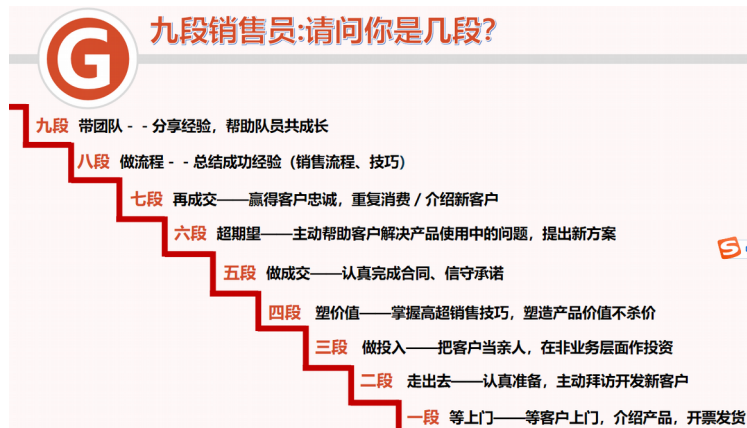 G
九段销售员:请问你是几段?
九段 带团队 - - 分享经验，帮助队员共成长
八段 做流程 - - 总结成功经验（销售流程、技巧）
七段 再成交——赢得客户忠诚，重复消费 / 介绍新客户
六段 超期望——主动帮助客户解决产品使用中的问题，提出新方案
五段 做成交——认真完成合同、信守承诺
四段 塑价值——掌握高超销售技巧，塑造产品价值不杀价
三段 做投入——把客户当亲人，在非业务层面作投资
二段 走出去——认真准备，主动拜访开发新客户
一段 等上门——等客户上门，介绍产品，开票发货
S